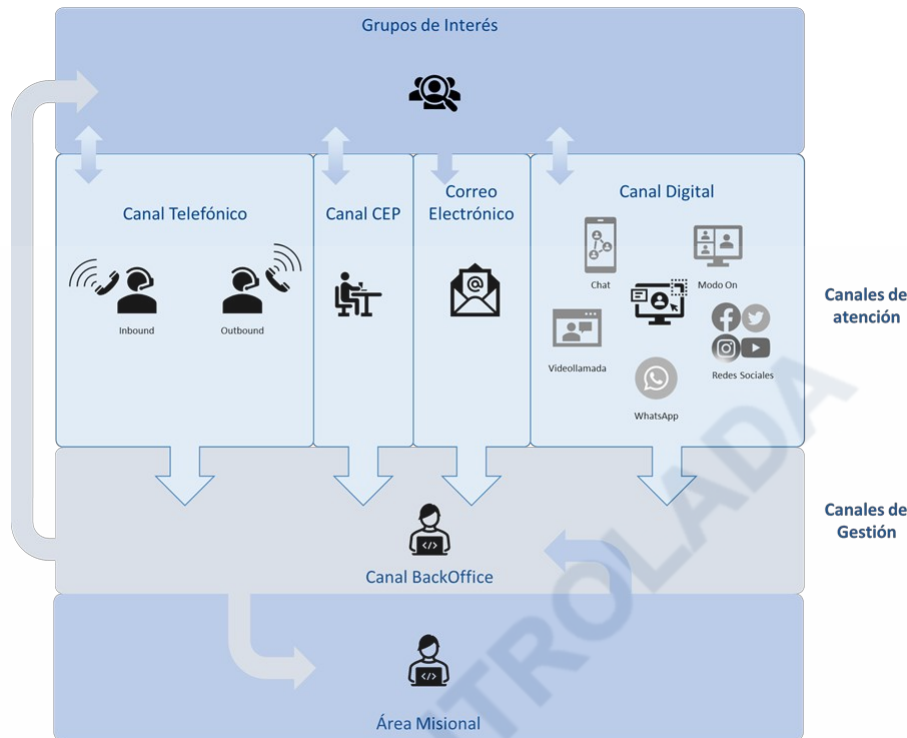 Grupos de Interés
Canal Telefónico
Canal CEP
Correo
Electrónico
Canal Digital
Inbound
Outbound
Chat
Modo On
Videollamada
WhatsApp
Redes Sociales
Canales de
atención
Canal BackOffice
Canales de
Gestión
Área Misional